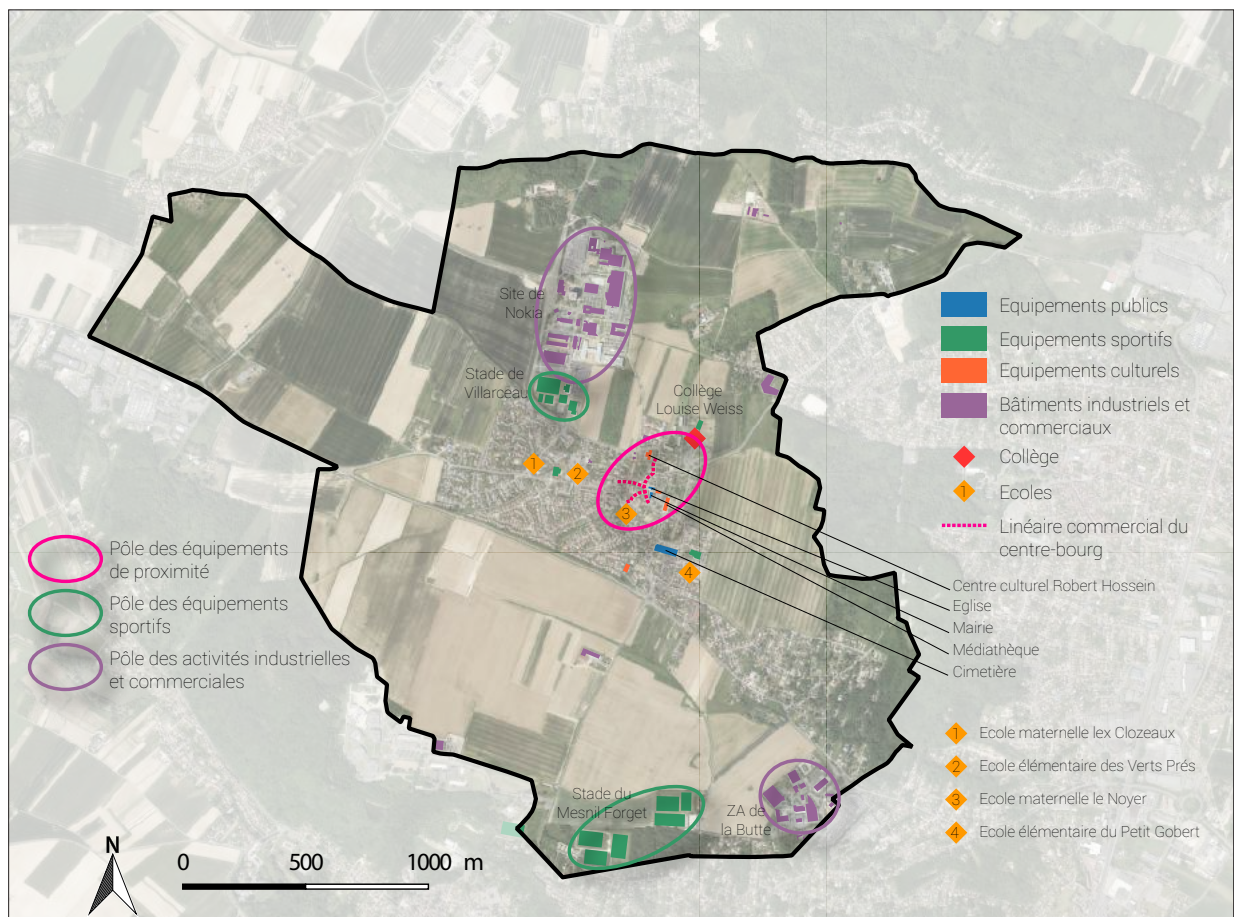 Site de
Nokia
Stade de
Villarceau
Collège
Louise Weiss
1
2
3
4
Stade du
Mesnil Forget
ZA de
la Butte
Equipements publics
Equipements sportifs
Equipements culturels
Bâtiments industriels et
commerciaux
Collège
1 Ecoles
Linéaire commercial du
centre-bourg
Pôle des équipements
de proximité
Pôle des équipements
sportifs
Pôle des activités industrielles
et commerciales
Centre culturel Robert Hossein
Eglise
Mairie
Médiathèque
Cimetière
1 Ecole maternelle lex Clozeaux
2 Ecole élémentaire des Verts Prés
3 Ecole maternelle le Noyer
4 Ecole élémentaire du Petit Gobert
N
0 500 1000 m